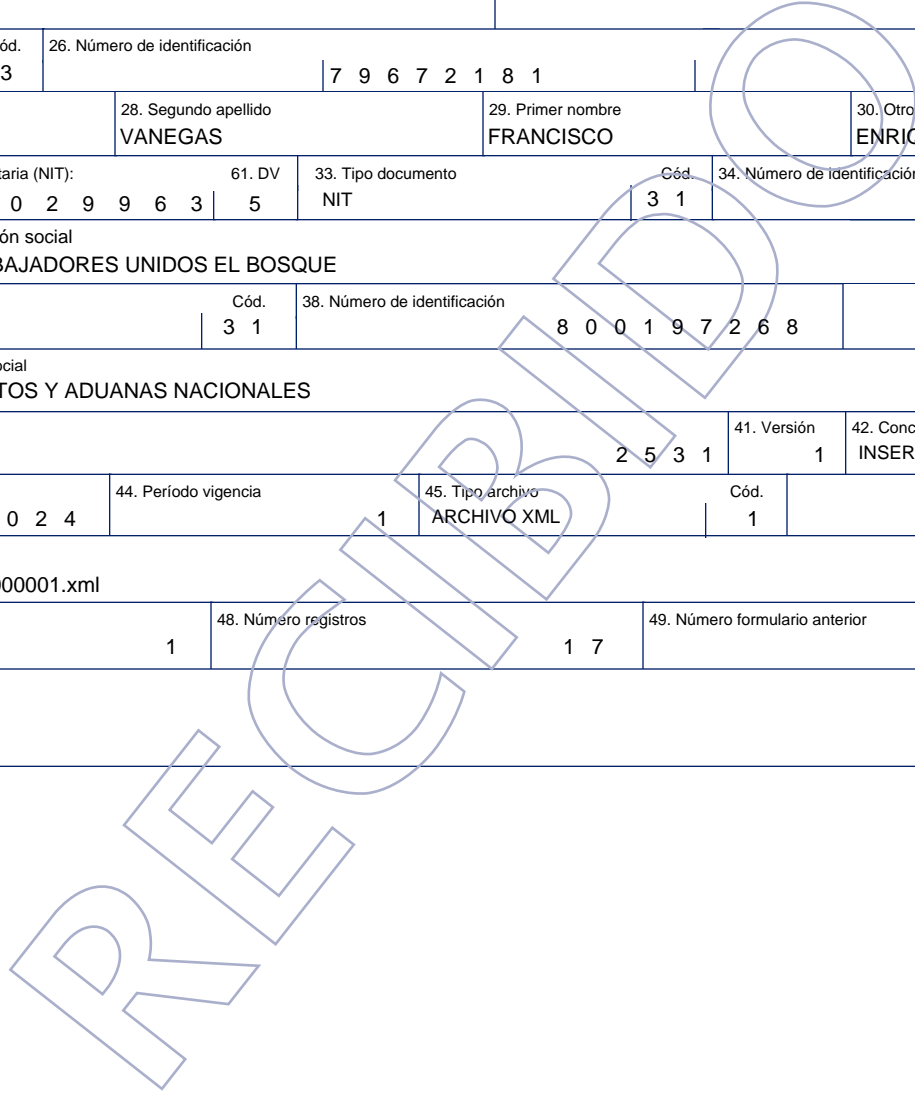 ód. 26. Número de identificación
3 7 9 6 7 2 1 8 1
28. Segundo apellido 29. Primer nombre 30. Otro
VANEGAS FRANCISCO ENRIC
taria (NIT): 61. DV 33. Tipo documento Cód. 34. Número de identificación
0 2 9 9 6 3 5 NIT 3 1
ón social
BAJADORES UNIDOS EL BOSQUE
Cód. 38. Número de identificación
3 1 8 0 0 1 9 7 2 6 8
ocial
TOS Y ADUANAS NACIONALES
41. Versión 42. Conc
2 5 3 1 1 INSER
44. Período vigencia 45. Tipo archivo Cód.
0 2 4 1 ARCHIVO XML 1
000001.xml
48. Número registros 49. Número formulario anterior
1 1 7
RECIBIDO